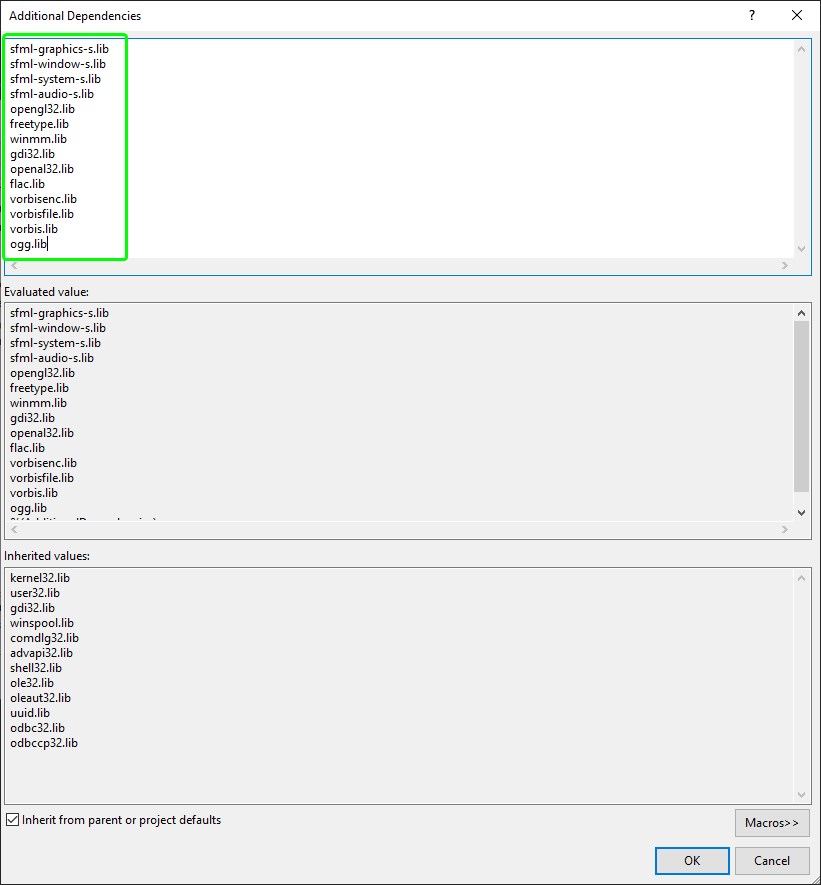 Additional Dependencies
sfml-graphics-s.lib
sfml-window-s.lib
sfml-system-s.lib
sfml-audio-s.lib
opengl32.lib
freetype.lib
winmm.lib
gdi32.lib
openal32.lib
flac.lib
vorbisenc.lib
vorbisfile.lib
vorbis.lib
ogg.lib
Evaluated value:
sfml-graphics-s.lib
sfml-window-s.lib
sfml-system-s.lib
sfml-audio-s.lib
opengl32.lib
freetype.lib
winmm.lib
gdi32.lib
openal32.lib
flac.lib
vorbisenc.lib
vorbisfile.lib
vorbis.lib
ogg.lib
Inherited values:
kernel32.lib
user32.lib
gdi32.lib
winspool.lib
comdlg32.lib
advapi32.lib
shell32.lib
ole32.lib
oleaut32.lib
uuid.lib
odbc32.lib
odbccp32.lib
Inherit from parent or project defaults
Macros>>
OK
Cancel